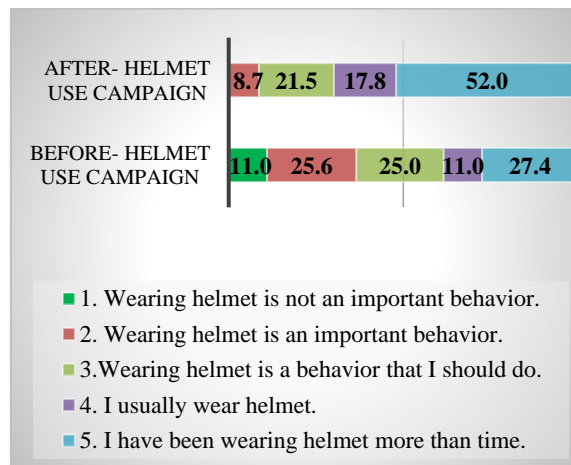 AFTER- HELMET
USE CAMPAIGN
8.7 21.5 17.8 52.0
BEFORE- HELMET
USE CAMPAIGN
11.0 25.6 25.0 11.0 27.4
1. Wearing helmet is not an important behavior.
2. Wearing helmet is an important behavior.
3.Wearing helmet is a behavior that I should do.
4. I usually wear helmet.
5. I have been wearing helmet more than time.